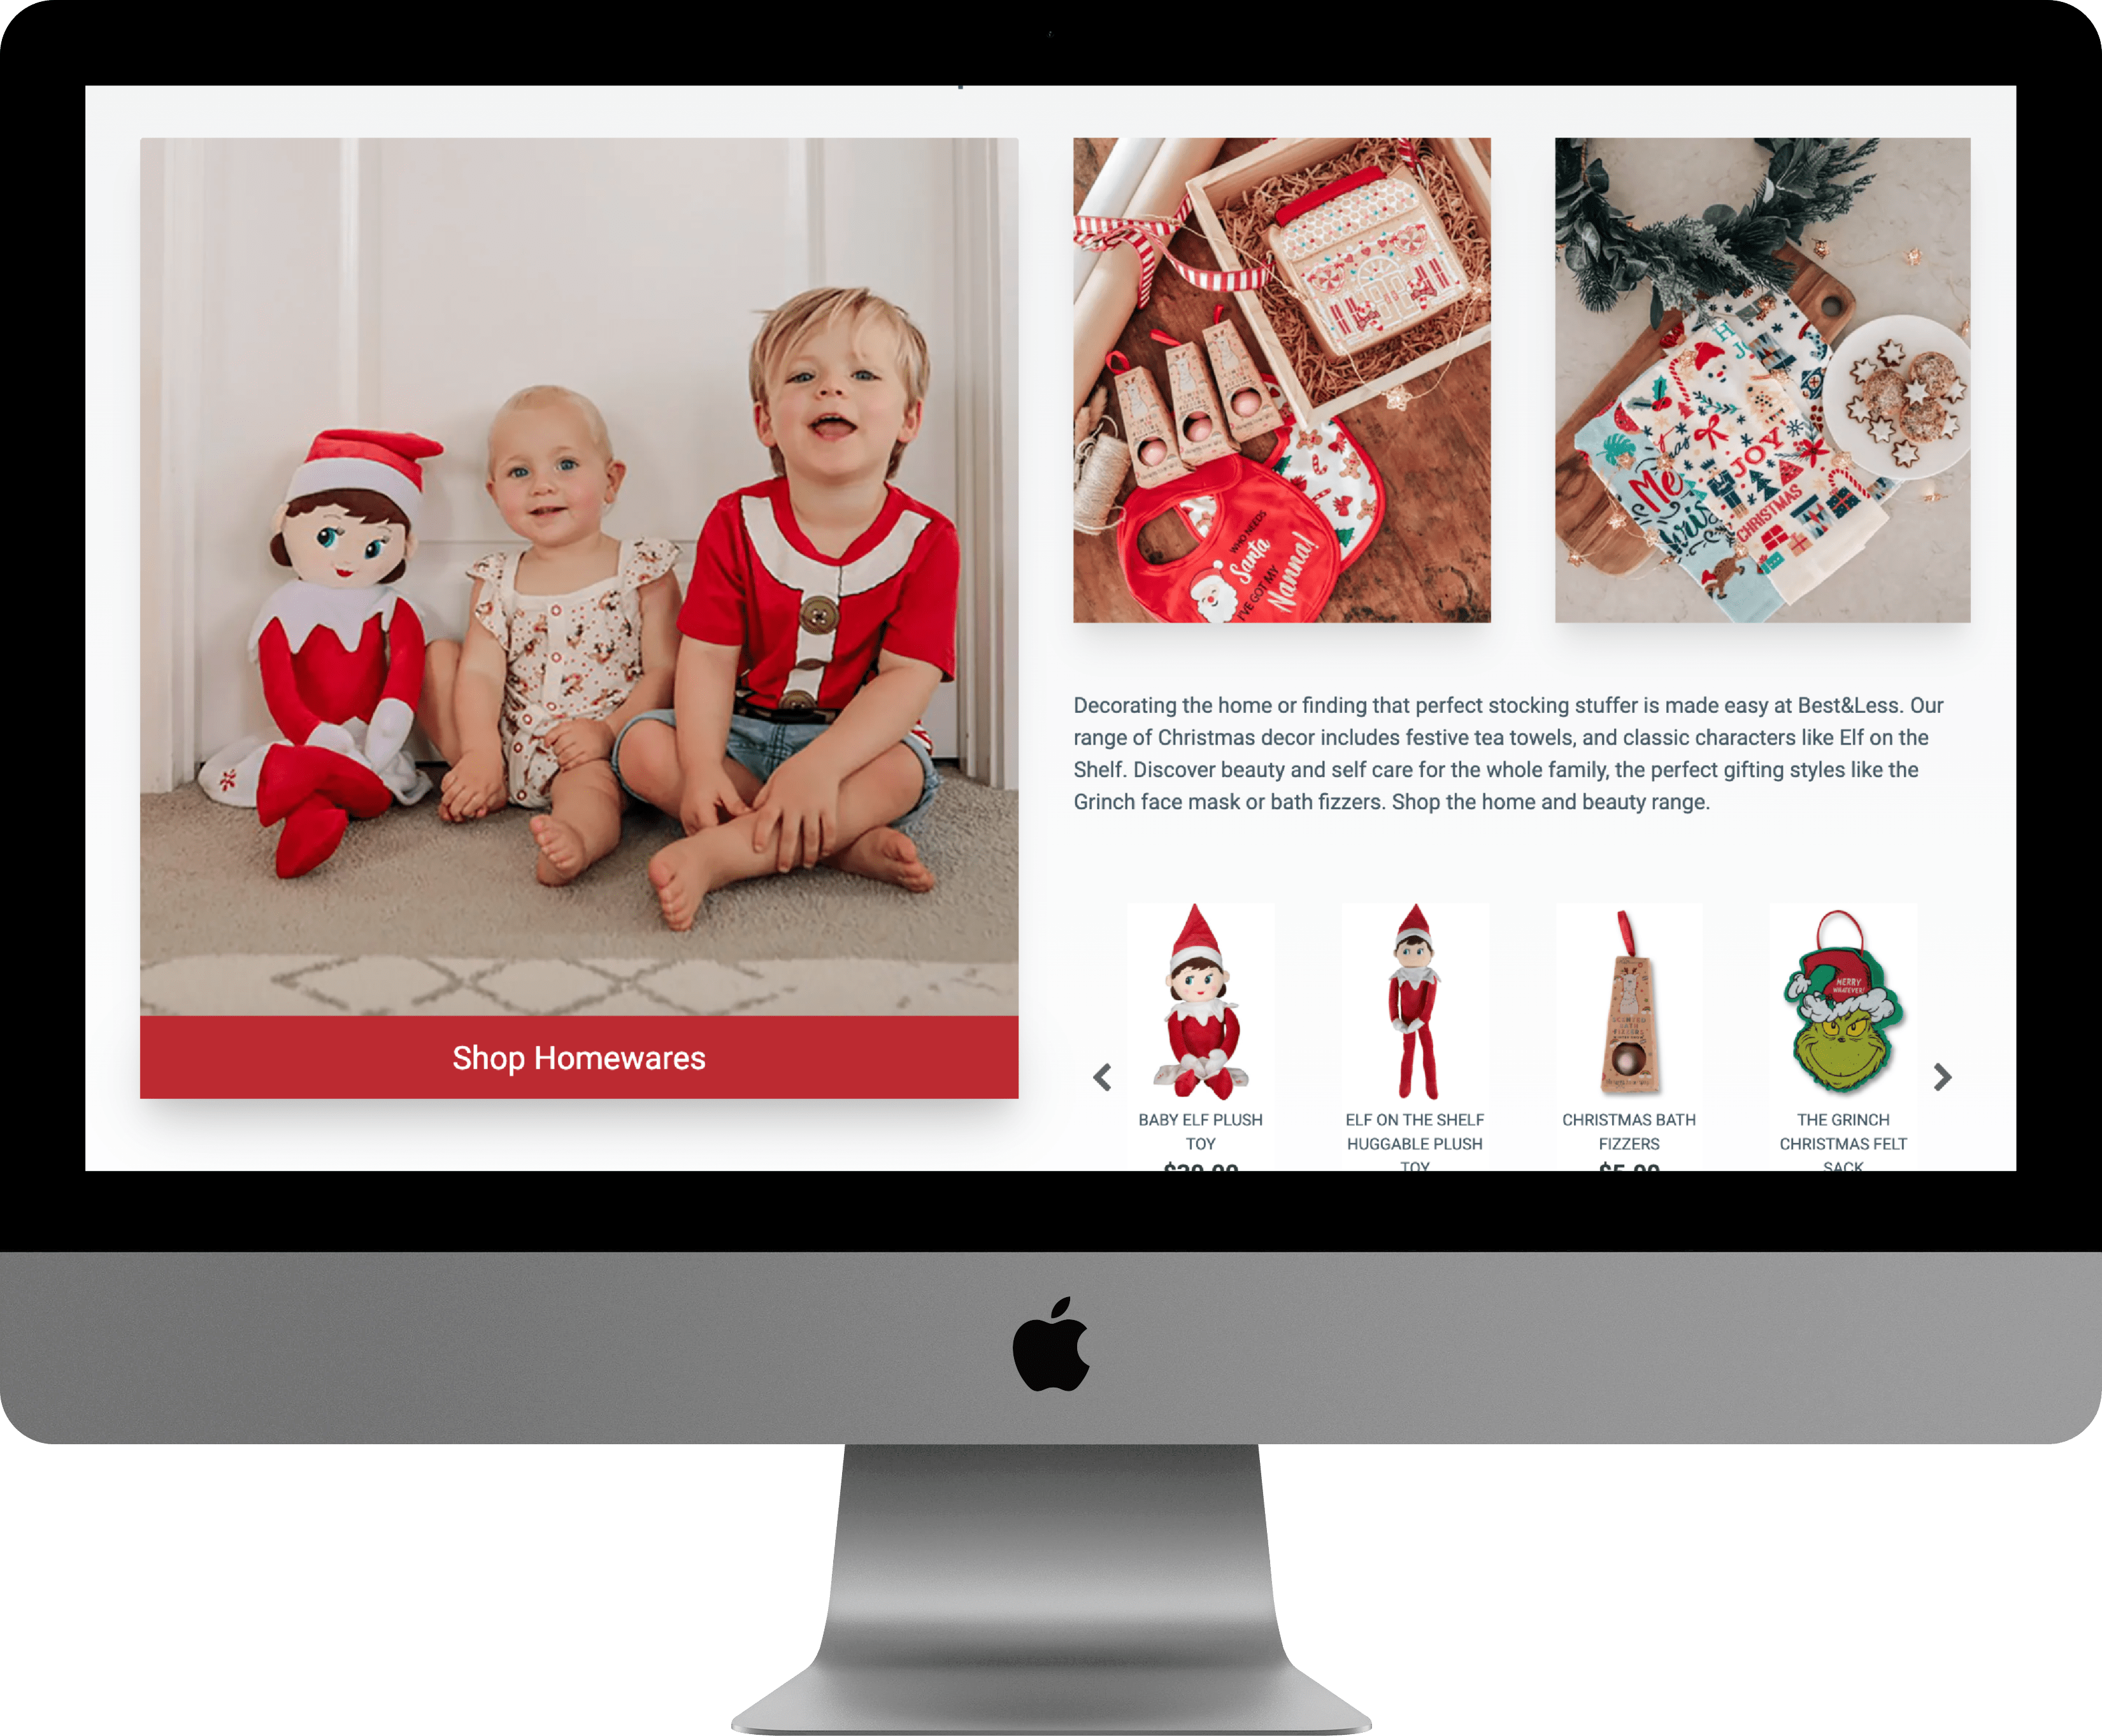 WHO NEEDS
Santa
I'VE GOT MY
Nanna!
JOY
CHRISTMAS
Decorating the home or finding that perfect stocking stuffer is made easy at Best&Less. Our
range of Christmas decor includes festive tea towels, and classic characters like Elf on the
Shelf. Discover beauty and self care for the whole family, the perfect gifting styles like the
Grinch face mask or bath fizzers. Shop the home and beauty range.
Shop Homewares
MERRY
WHATEVER!
BABY ELF PLUSH
TOY
ELF ON THE SHELF
HUGGABLE PLUSH
TOY
CHRISTMAS BATH
FIZZERS
THE GRINCH
CHRISTMAS FELT
SACK